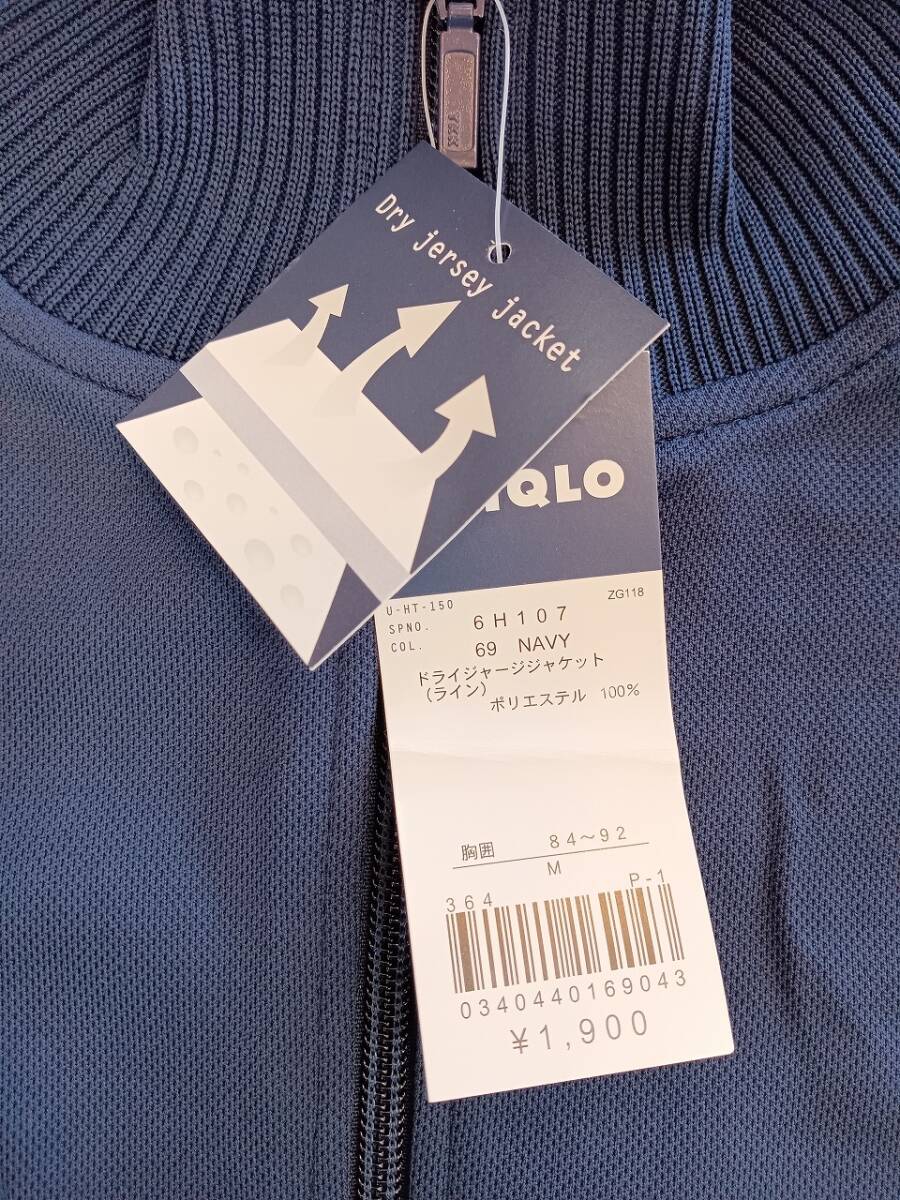 YKK
Dry jersey jacket
IQLO
U-HT-150
ZG118
SPNO. 6H107
COL. 69 NAVY
ドライジャージジャケット
（ライン）
ポリエステル 100%
胸囲 84～92
M
364 P-1
0340440169043
¥1,900